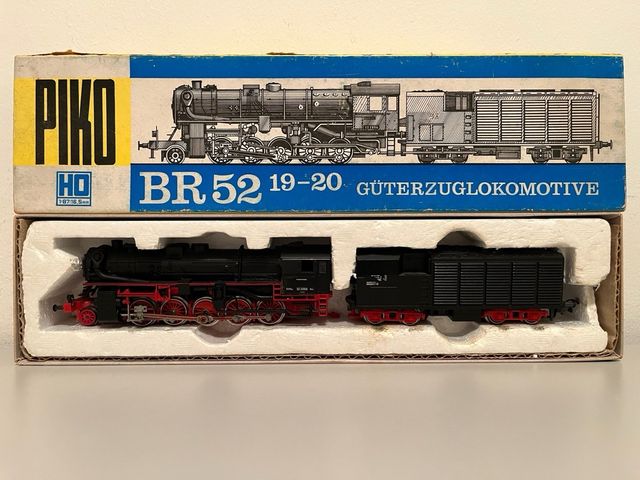 PIKO
HO
1:87/16,5mm
BR 52 19-20 GÜTERZUGLOKOMOTIVE